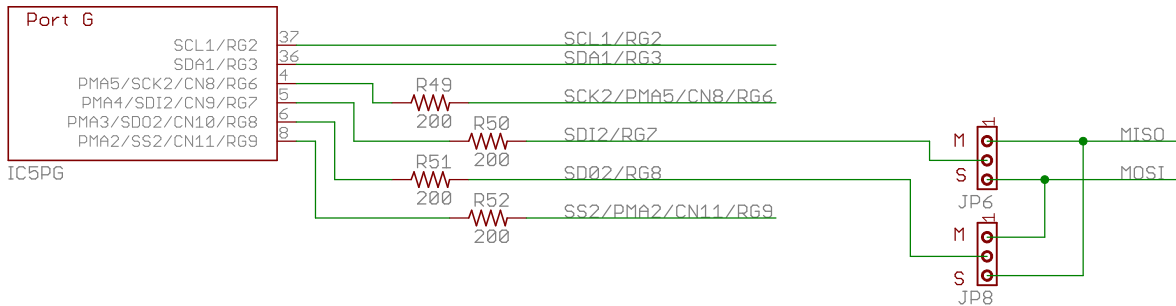 Port G
SCL1/RG2 37 SCL1/RG2
SDA1/RG3 36 SDA1/RG3
PMA5/SCK2/CN8/RG6 4 R49
PMA4/SDI2/CN9/RG7 5 200 SCK2/PMA5/CN8/RG6
PMA3/SDO2/CN10/RG8 6 R50 1
PMA2/SS2/CN11/RG9 8 200 SDI2/RG7 M MISO
IC5PG R51 S
200 SDO2/RG8 MOSI
R52 JP6
200 SS2/PMA2/CN11/RG9 1
M
S
JP8